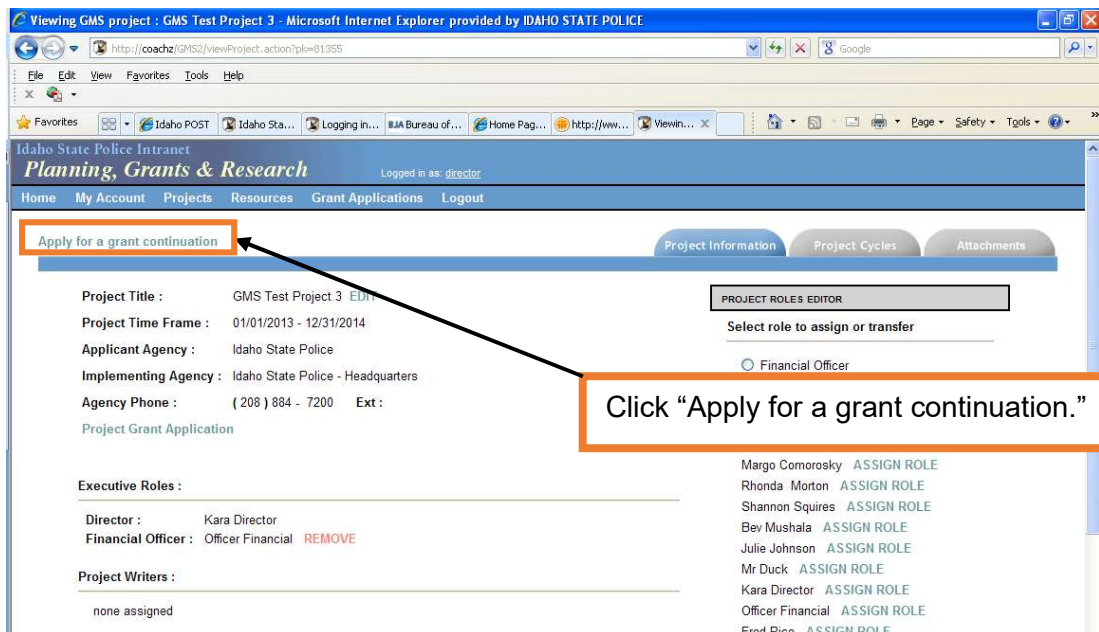 Viewing GMS project : GMS Test Project 3 - Microsoft Internet Explorer provided by IDAHO STATE POLICE
http://coachz/GMS2/viewProject.action?pk=81355
Google
File Edit View Favorites Tools Help
x
Favorites Idaho POST Idaho Sta... Logging in... BJA Bureau of... Home Pag... http://ww... Viewin... X Page Safety Tools »
Idaho State Police Intranet
Planning, Grants & Research Logged in as: director
Home My Account Projects Resources Grant Applications Logout
Apply for a grant continuation
Project Information Project Cycles Attachments
Project Title : GMS Test Project 3 EDIT
Project Time Frame : 01/01/2013 - 12/31/2014
Applicant Agency : Idaho State Police
Implementing Agency : Idaho State Police - Headquarters
Agency Phone : ( 208 ) 884 - 7200 Ext :
Project Grant Application
Executive Roles :
Director : Kara Director
Financial Officer : Officer Financial REMOVE
Project Writers :
none assigned
PROJECT ROLES EDITOR
Select role to assign or transfer
Financial Officer
Click “Apply for a grant continuation.”
Margo Comorosky ASSIGN ROLE
Rhonda Morton ASSIGN ROLE
Shannon Squires ASSIGN ROLE
Bev Mushala ASSIGN ROLE
Julie Johnson ASSIGN ROLE
Mr Duck ASSIGN ROLE
Kara Director ASSIGN ROLE
Officer Financial ASSIGN ROLE
Fred Rice ASSIGN ROLE